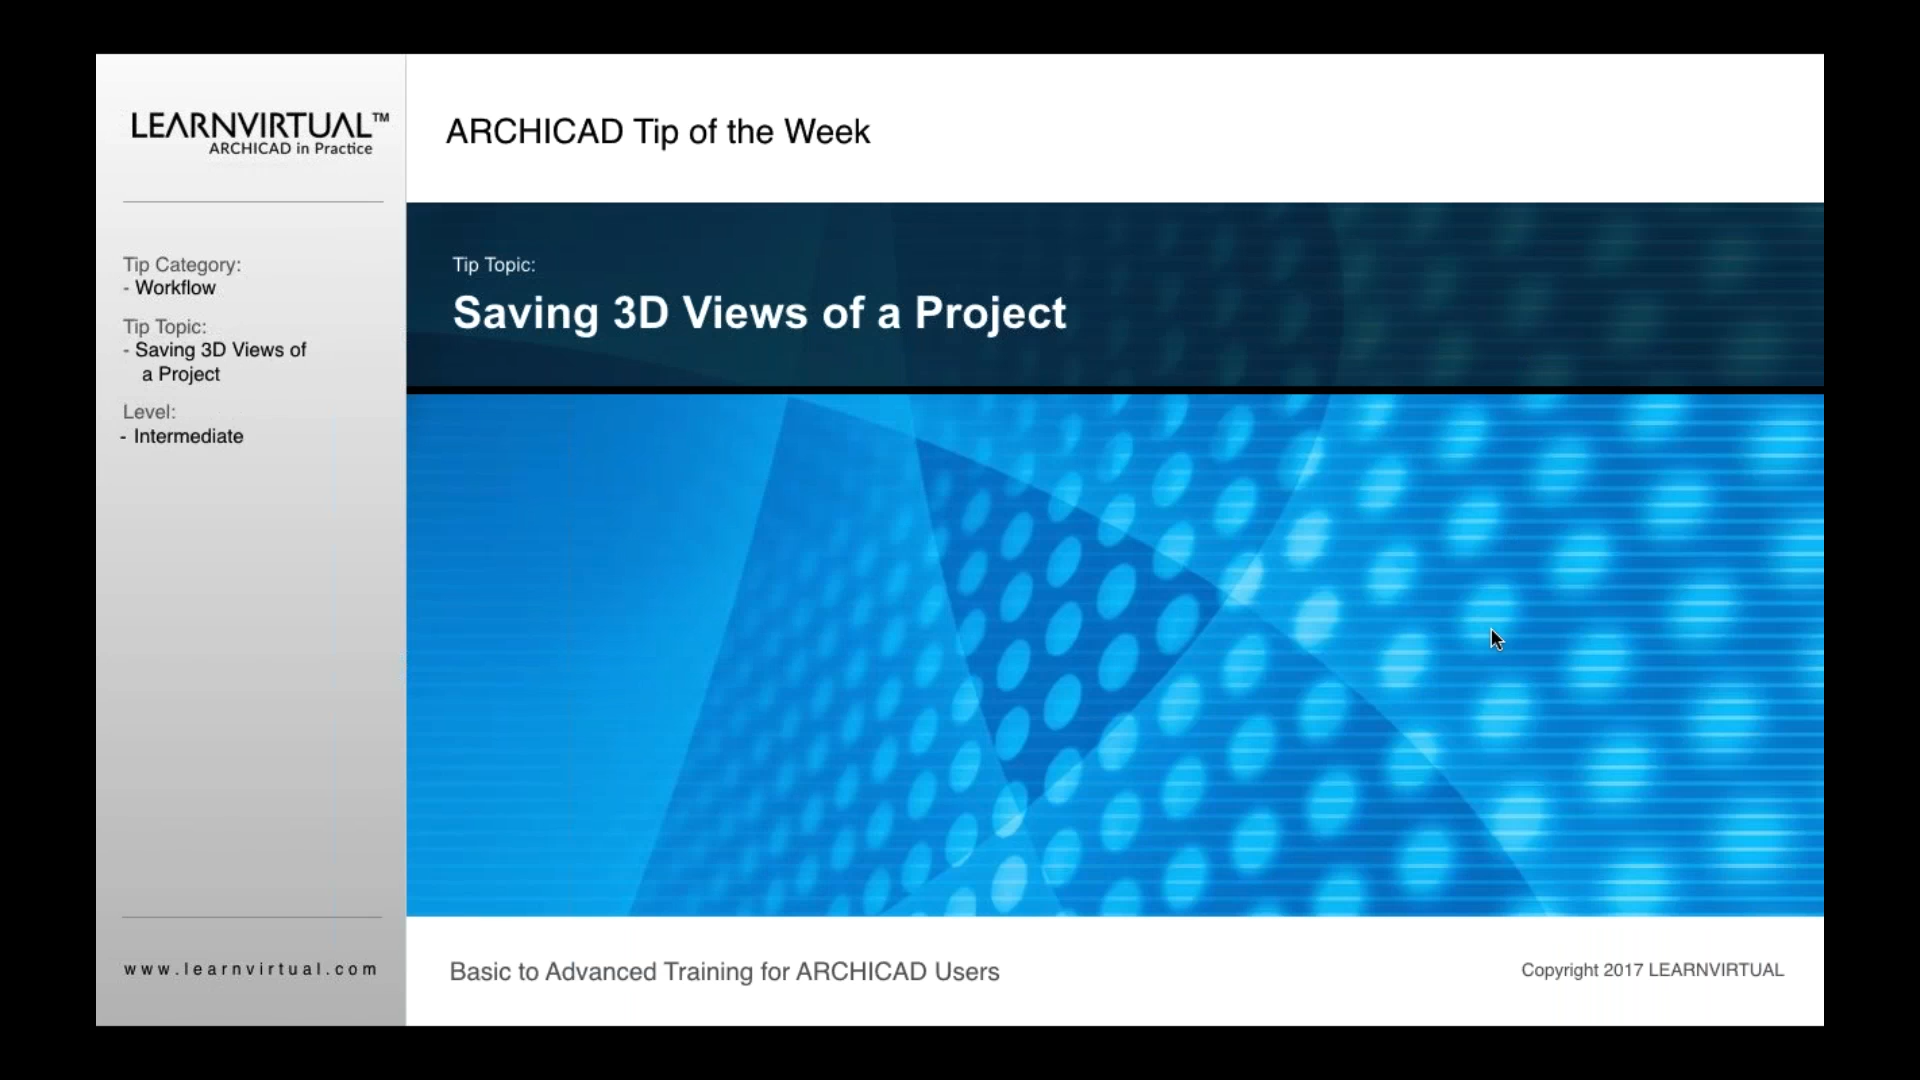 LEARNVIRTUAL™
ARCHICAD in Practice
ARCHICAD Tip of the Week
Tip Category:
- Workflow
Tip Topic:
- Saving 3D Views of
a Project
Level:
- Intermediate
Tip Topic:
Saving 3D Views of a Project
www.learnvirtual.com
Basic to Advanced Training for ARCHICAD Users
Copyright 2017 LEARNVIRTUAL